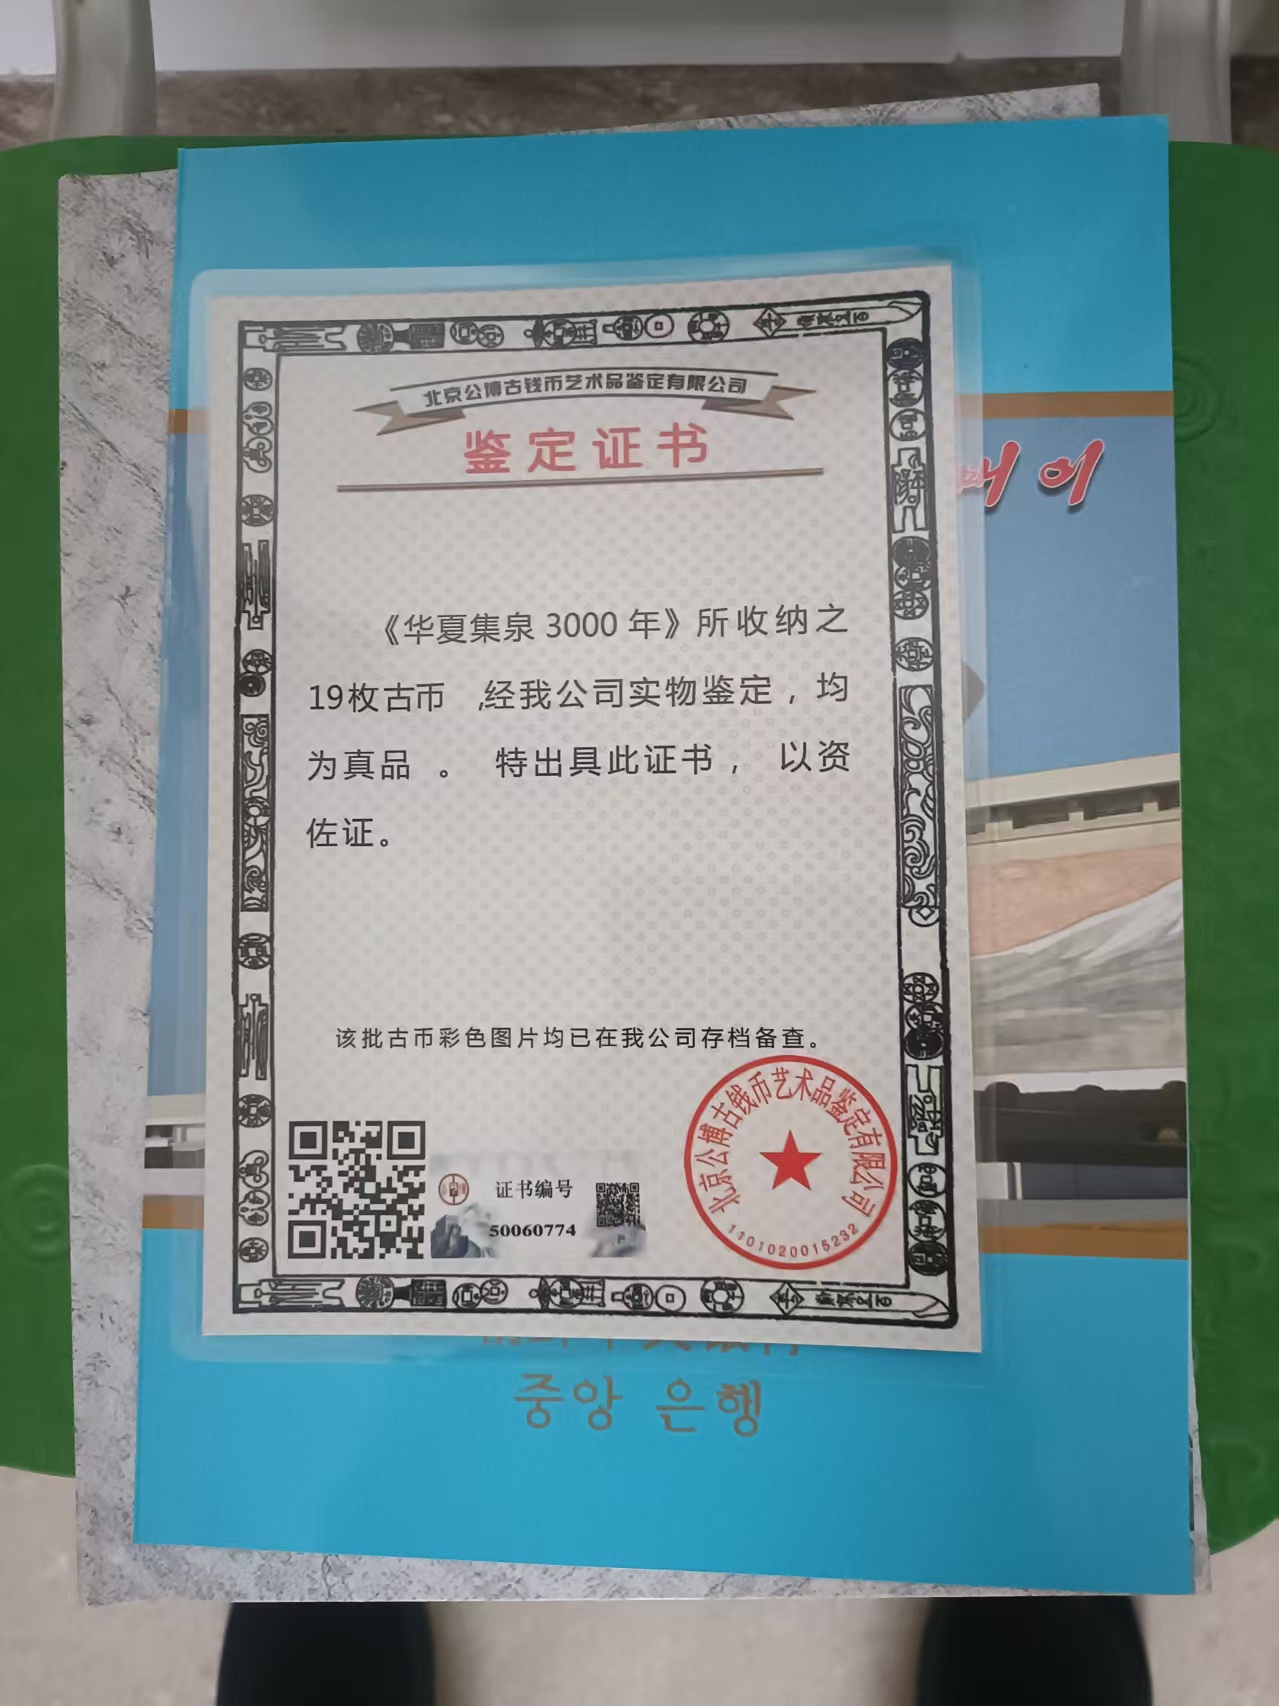 北京公博古钱币艺术品鉴定有限公司
鉴定证书
《华夏集泉 3000 年》所收纳之
19枚古币 ,经我公司实物鉴定，均
为真品 。 特出具此证书， 以资
佐证。
该批古币彩色图片均已在我公司存档备查。
证书编号
50060774
北京公博古钱币艺术品鉴定有限公司
1101020015232
중앙 은행